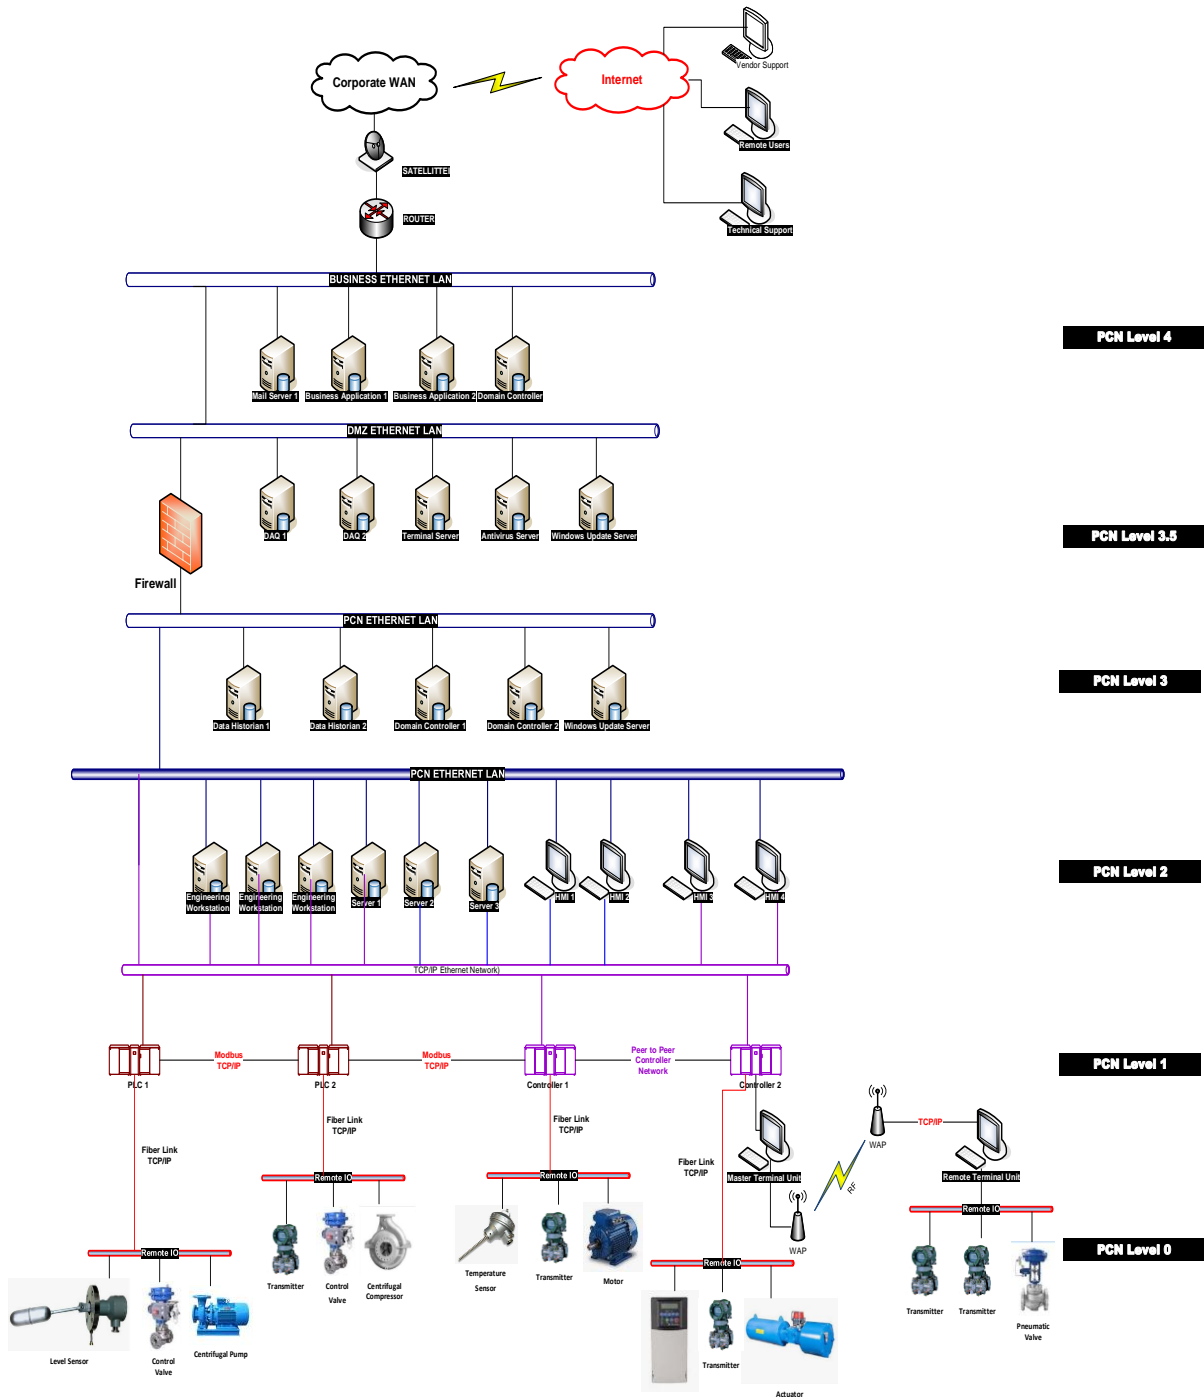 Corporate WAN
Internet
Vendor Support
Remote Users
SATELLITTE
ROUTER
Technical Support
BUSINESS ETHERNET LAN
PCN Level 4
Mail Server 1
Business Application 1
Business Application 2
Domain Controller
DMZ ETHERNET LAN
DAQ 1
DAQ 2
Terminal Server
Antivirus Server
Windows Update Server
PCN Level 3.5
Firewall
PCN ETHERNET LAN
PCN Level 3
Data Historian 1
Data Historian 2
Domain Controller 1
Domain Controller 2
Windows Update Server
PCN ETHERNET LAN
PCN Level 2
Engineering
Workstation
Engineering
Workstation
Engineering
Workstation
Server 1
Server 2
Server 3
HMI 1
HMI 2
HMI 3
HMI 4
TCP/IP Ethernet Network)
PLC 1
Modbus
TCP/IP
PLC 2
Modbus
TCP/IP
Controller 1
Peer to Peer
Controller
Network
Controller 2
PCN Level 1
Fiber Link
TCP/IP
Fiber Link
TCP/IP
Fiber Link
TCP/IP
Fiber Link
TCP/IP
Master Terminal Unit
WAP
RF
WAP
TCP/IP
Remote Terminal Unit
Remote IO
Remote IO
Remote IO
Remote IO
Remote IO
PCN Level 0
Level Sensor
Control
Valve
Centrifugal Pump
Transmitter
Control
Valve
Centrifugal
Compressor
Temperature
Sensor
Transmitter
Motor
Transmitter
Actuator
Transmitter
Transmitter
Pneumatic
Valve